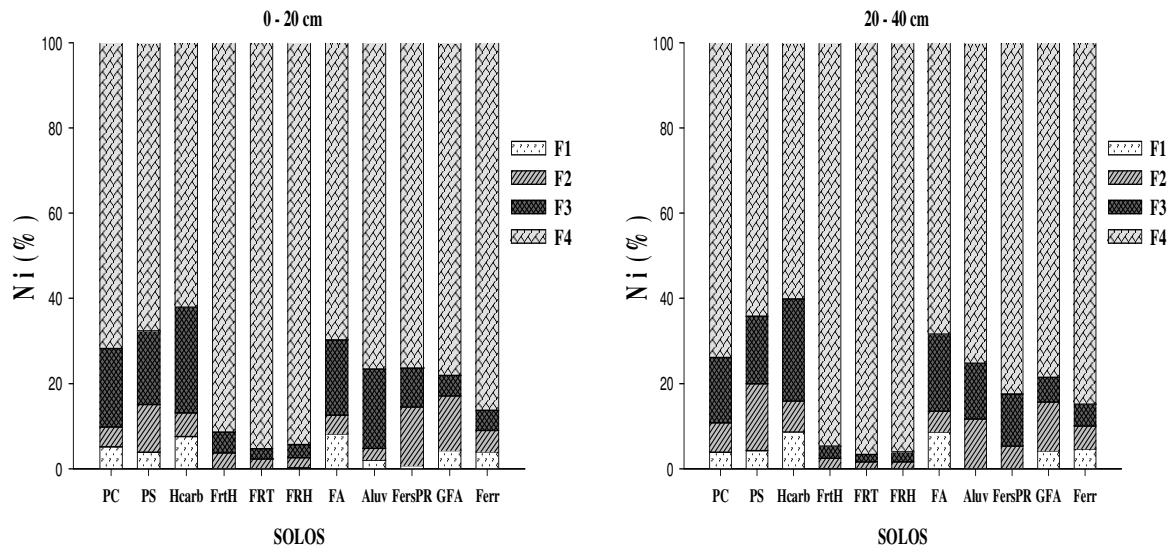 0 - 20 cm
100
80
60
40
20
0
Ni (%)
PC PS Hcarb FrtH FRT FRH FA Aluv FersPR GFA Ferr
SOLOS
F1
F2
F3
F4
20 - 40 cm
100
80
60
40
20
0
Ni (%)
PC PS Hcarb FrtH FRT FRH FA Aluv FersPR GFA Ferr
SOLOS
F1
F2
F3
F4